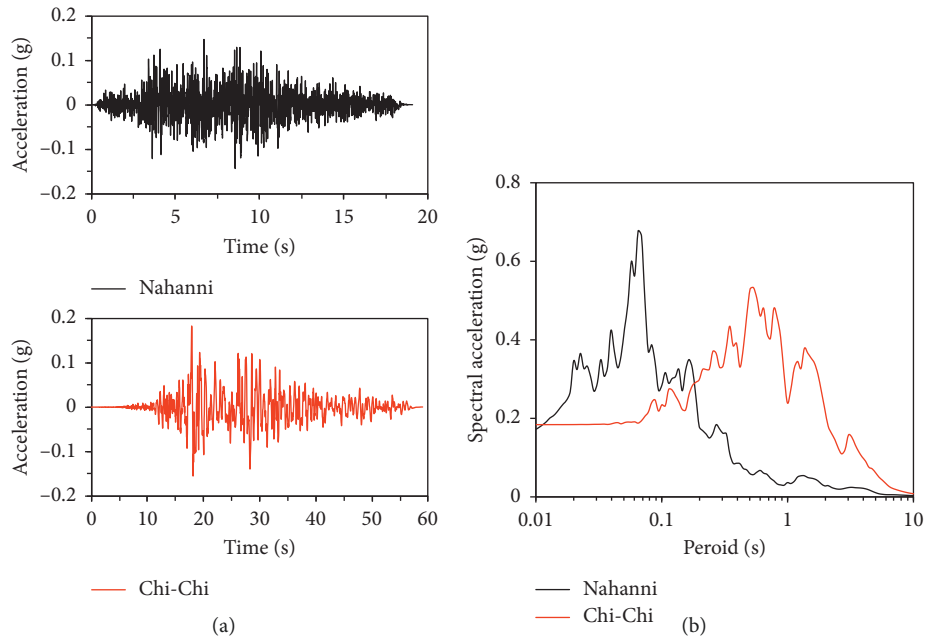 0.2
0.1
0
−0.1
−0.2
Acceleration (g)
0 5 10 15 20
Time (s)
Nahanni
0.2
0.1
0
−0.1
−0.2
Acceleration (g)
0 10 20 30 40 50 60
Time (s)
Chi-Chi
(a)
0.8
0.6
0.4
0.2
0
Spectral acceleration (g)
0.01 0.1 1 10
Peroid (s)
Nahanni
Chi-Chi
(b)